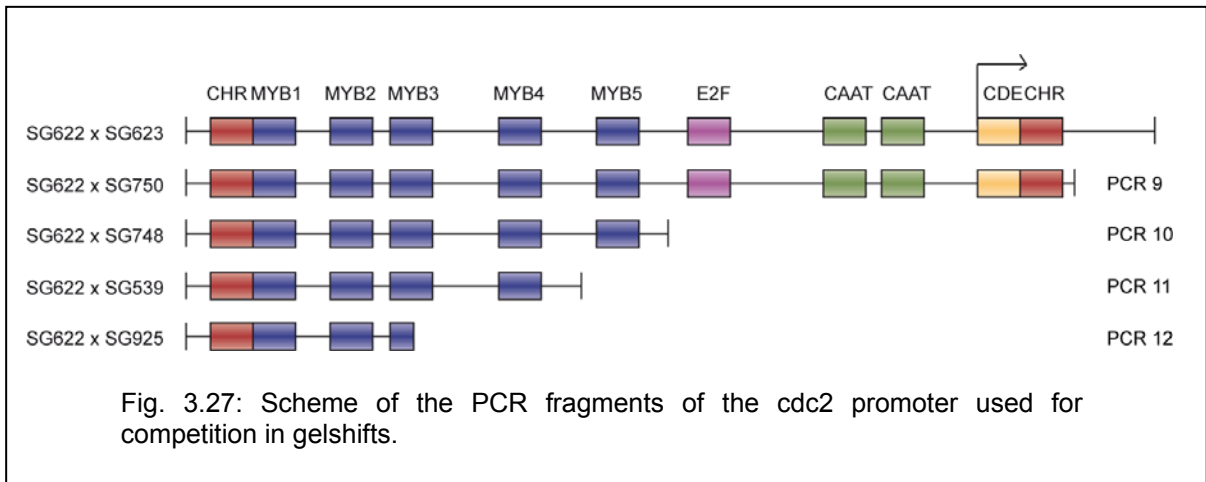 CHR MYB1 MYB2 MYB3 MYB4 MYB5 E2F CAAT CAAT CDE CHR
SG622 x SG623
SG622 x SG750 PCR 9
SG622 x SG748 PCR 10
SG622 x SG539 PCR 11
SG622 x SG925 PCR 12
Fig. 3.27: Scheme of the PCR fragments of the cdc2 promoter used for
competition in gelshifts.